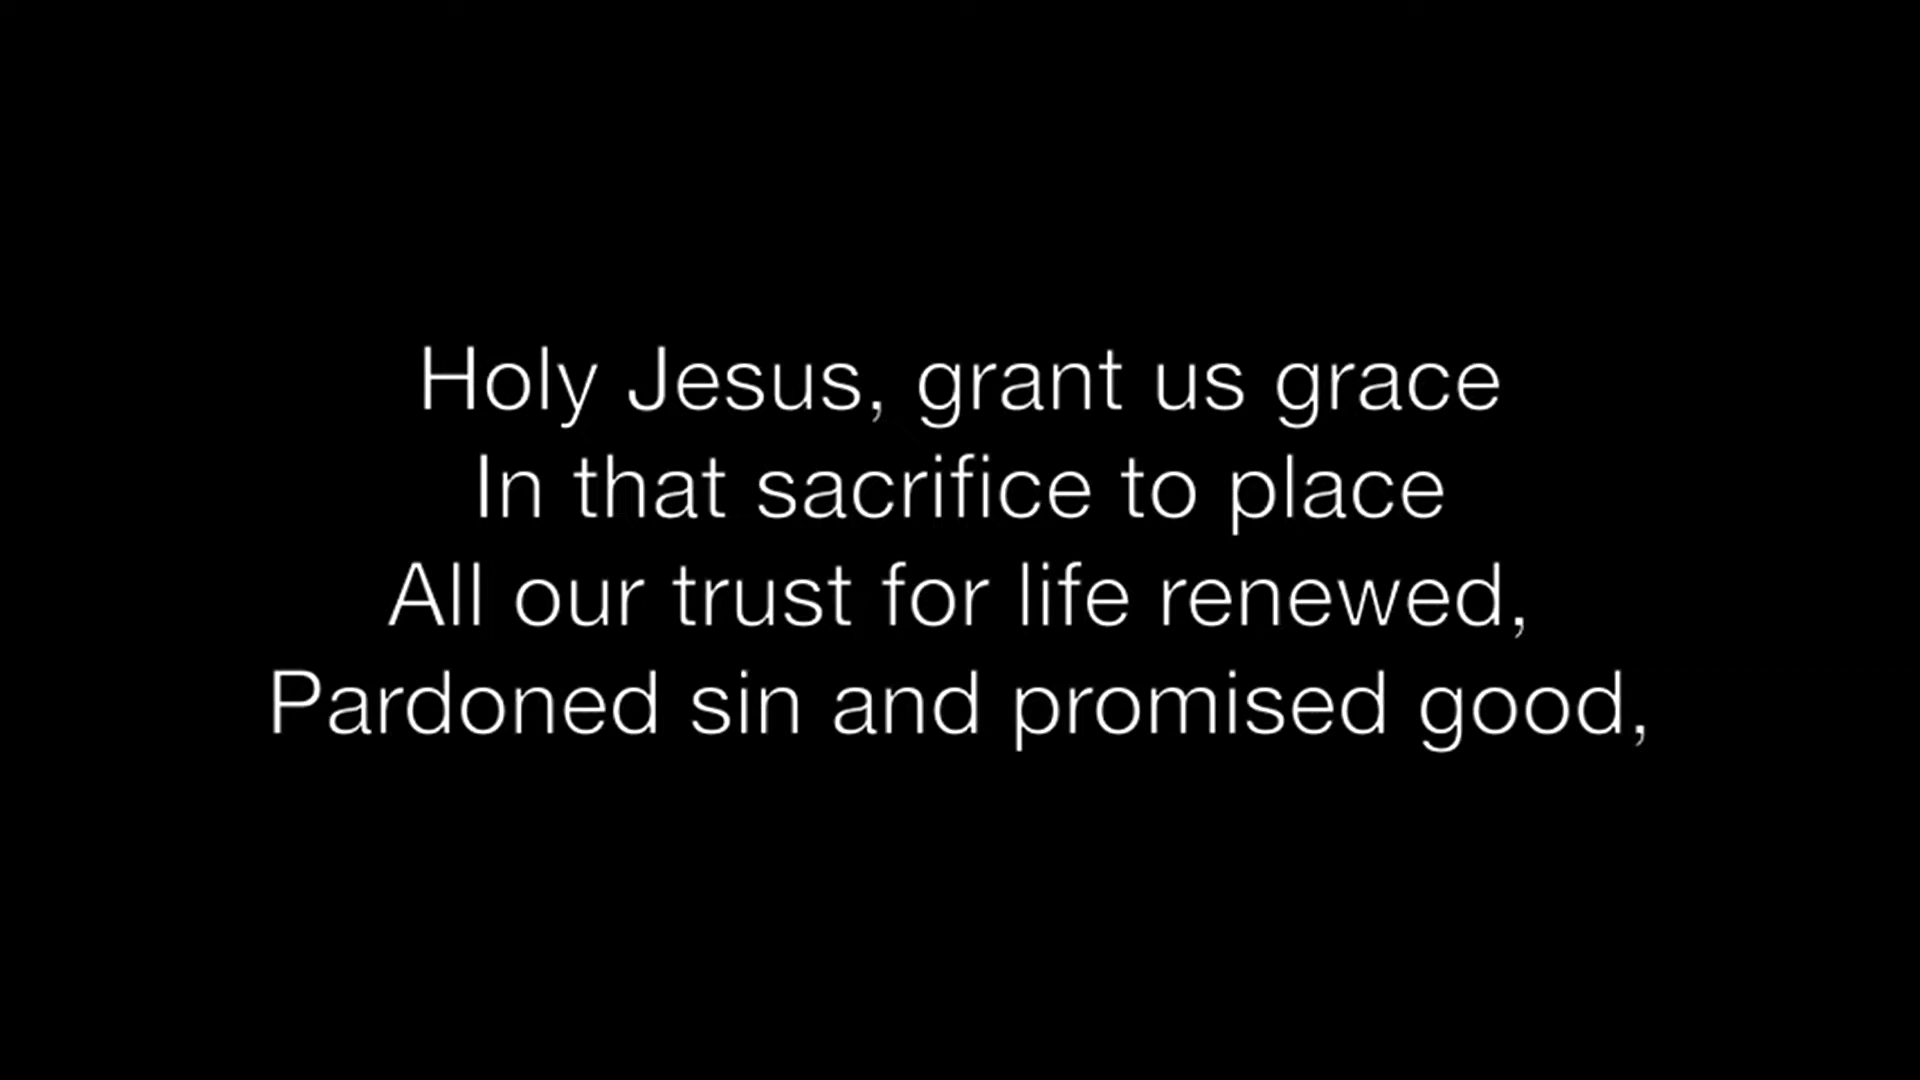 Holy Jesus, grant us grace
In that sacrifice to place
All our trust for life renewed,
Pardoned sin and promised good,